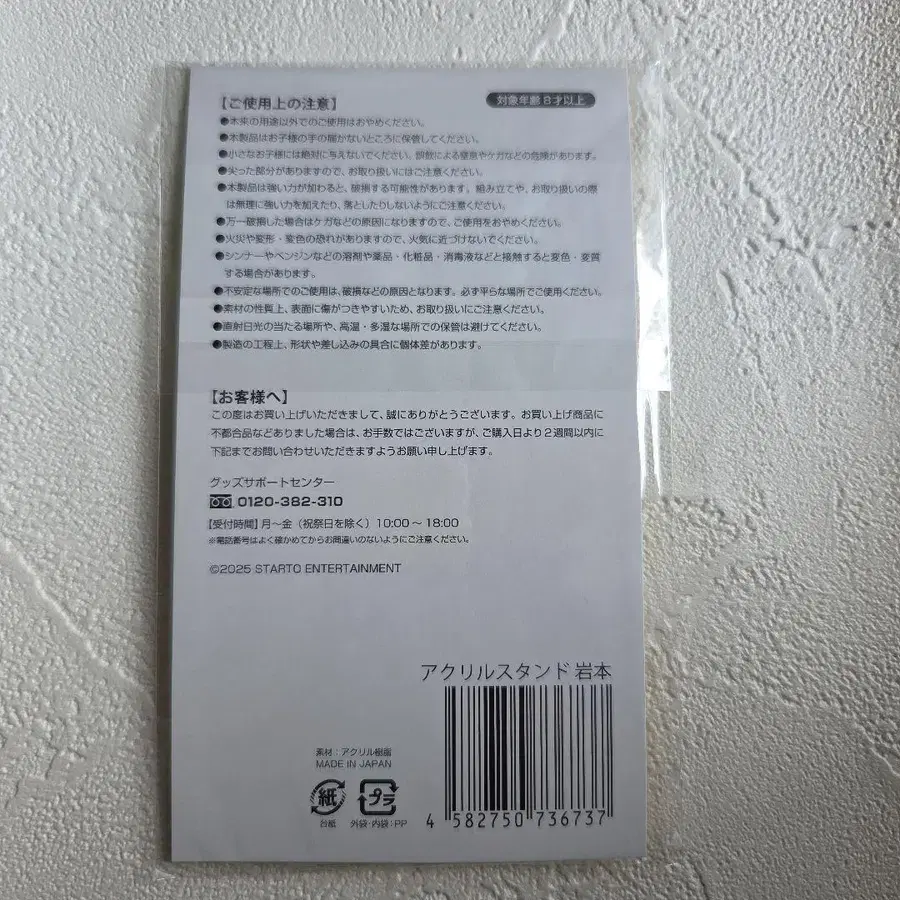 【ご使用上の注意】
対象年齢8才以上
●本来の用途以外でのご使用はおやめください。
●本製品はお子様の手の届かないところに保管してください。
●小さなお子様には絶対に与えないでください。誤飲による窒息やケガなどの危険があります。
●尖った部分がありますので、お取り扱いにはご注意ください。
●本製品は強い力が加わると、破損する可能性があります。組み立てや、お取り扱いの際
は無理に強い力を加えたり、落としたりしないようにご注意ください。
●万一破損した場合はケガなどの原因になりますので、ご使用をおやめください。
●火災や変形・変色の恐れがありますので、火気に近づけないでください。
●シンナーやベンジンなどの溶剤や薬品・化粧品・消毒液などと接触すると変色・変質
する場合があります。
●不安定な場所でのご使用は、破損などの原因となります。必ず平らな場所でご使用ください。
●素材の性質上、表面に傷がつきやすいため、お取り扱いにご注意ください。
●直射日光の当たる場所や、高温・多湿な場所での保管は避けてください。
●製造の工程上、形状や差し込みの具合に個体差があります。
【お客様へ】
この度はお買い上げいただきまして、誠にありがとうございます。お買い上げ商品に
不都合品などありました場合は、お手数ではございますが、ご購入日より2週間以内に
下記までお問い合わせいただきますようお願い申し上げます。
グッズサポートセンター
0120-382-310
【受付時間】月〜金（祝祭日を除く）10:00〜18:00
※電話番号はよく確かめてからお間違いのないようにご注意ください。
©2025 STARTO ENTERTAINMENT
アクリルスタンド 岩本
素材：アクリル樹脂
MADE IN JAPAN
紙
プラ
台紙
外袋・内袋：PP
4 582750 736737